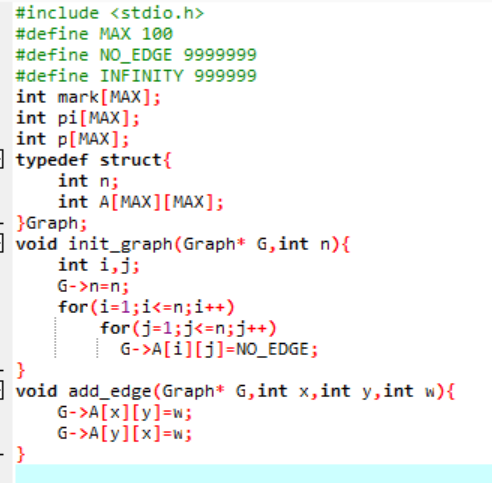 #include <stdio.h>
#define MAX 100
#define NO_EDGE 9999999
#define INFINITY 999999
int mark[MAX];
int pi[MAX];
int p[MAX];
typedef struct{
    int n;
    int A[MAX][MAX];
}Graph;
void init_graph(Graph* G,int n){
    int i,j;
    G->n=n;
    for(i=1;i<=n;i++)
        for(j=1;j<=n;j++)
          G->A[i][j]=NO_EDGE;
}
void add_edge(Graph* G,int x,int y,int w){
    G->A[x][y]=w;
    G->A[y][x]=w;
}